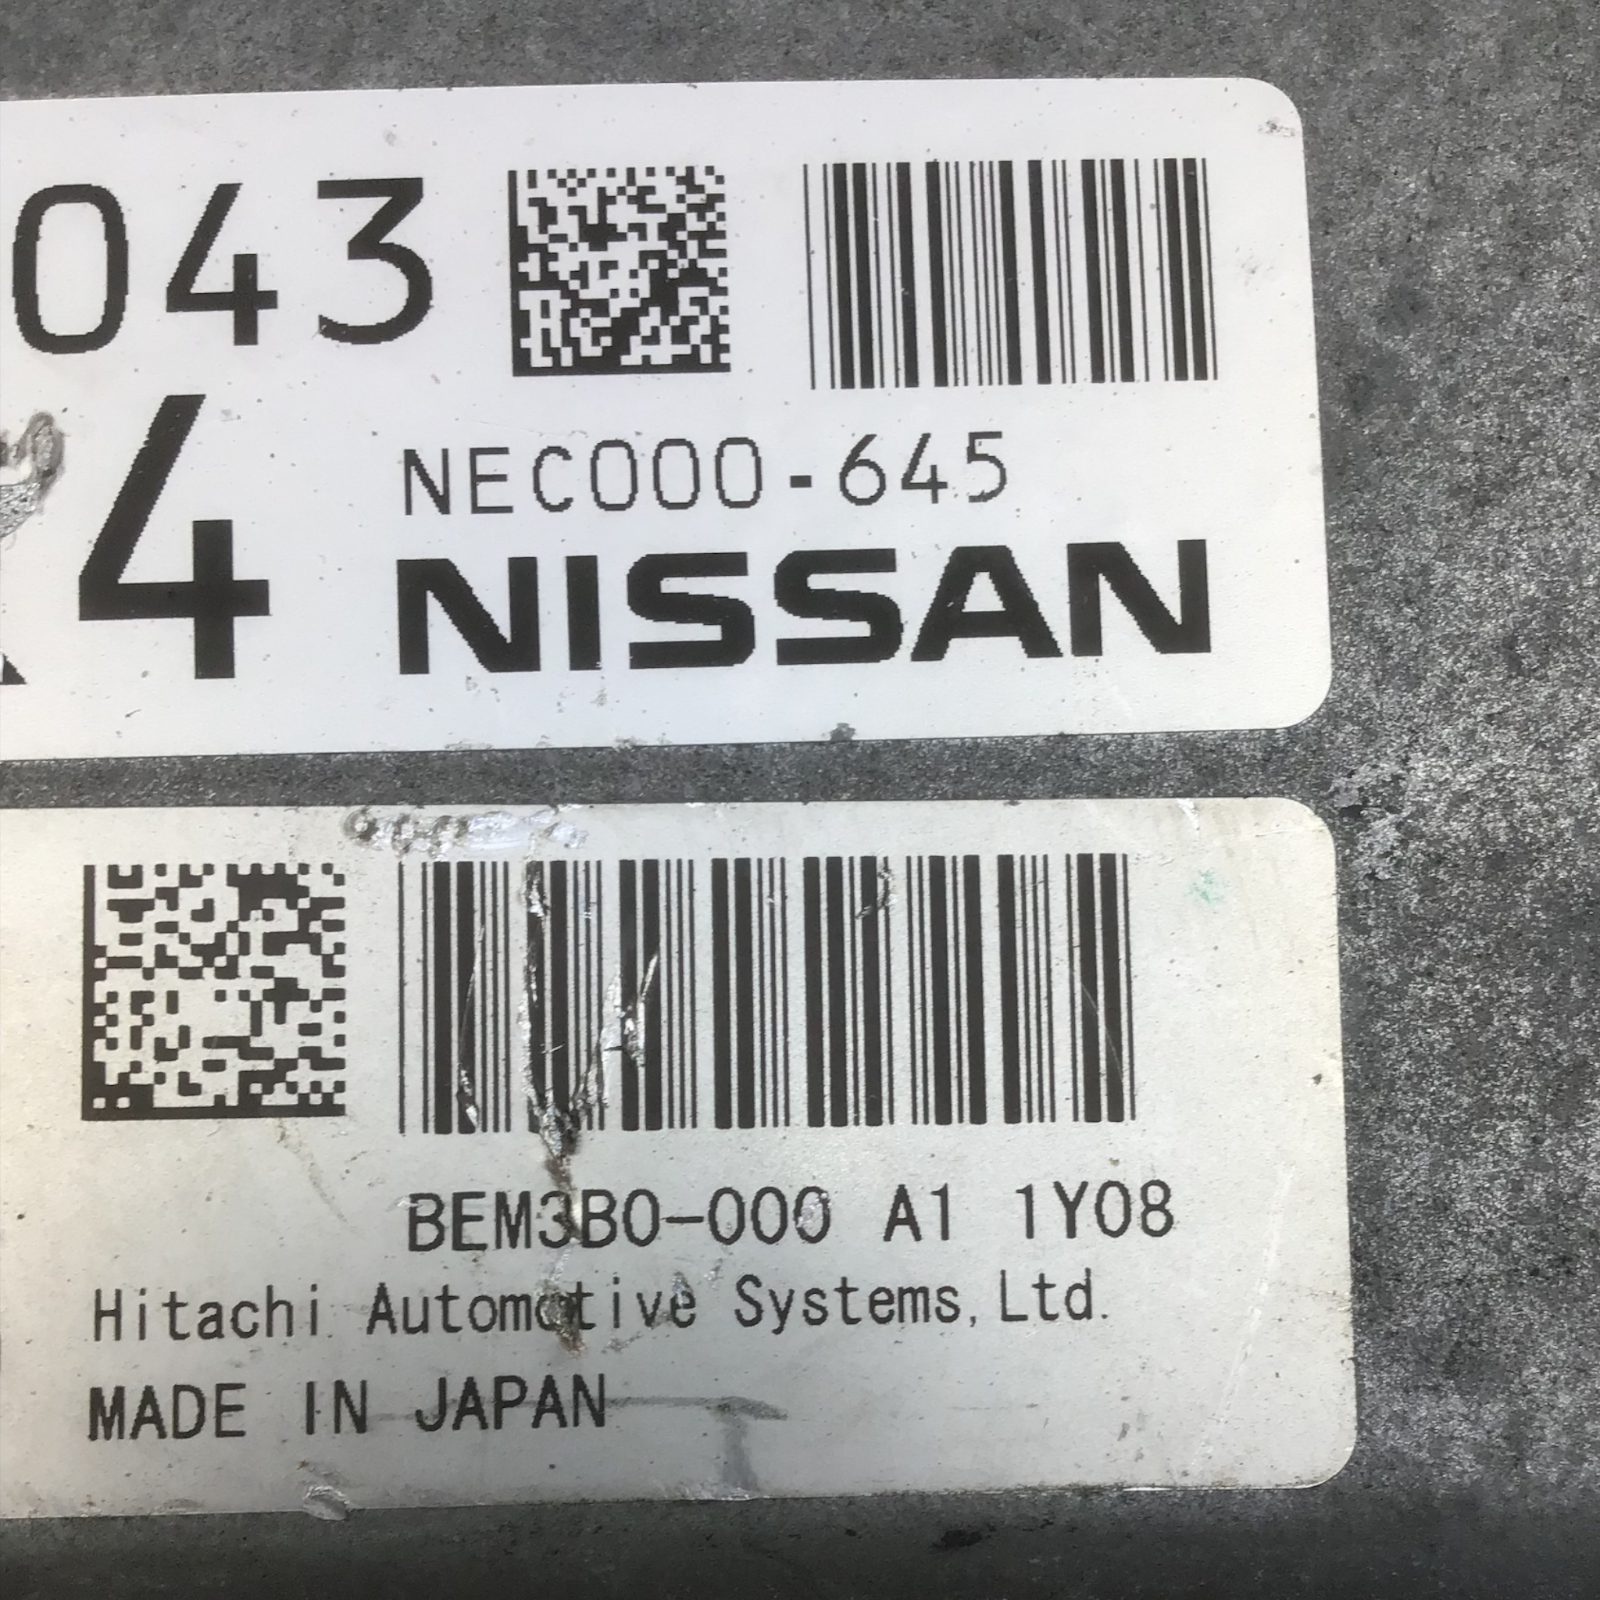 043
4
NEC000-645
NISSAN
BEM3B0-000 A1 1Y08
Hitachi Automotive Systems, Ltd.
MADE IN JAPAN